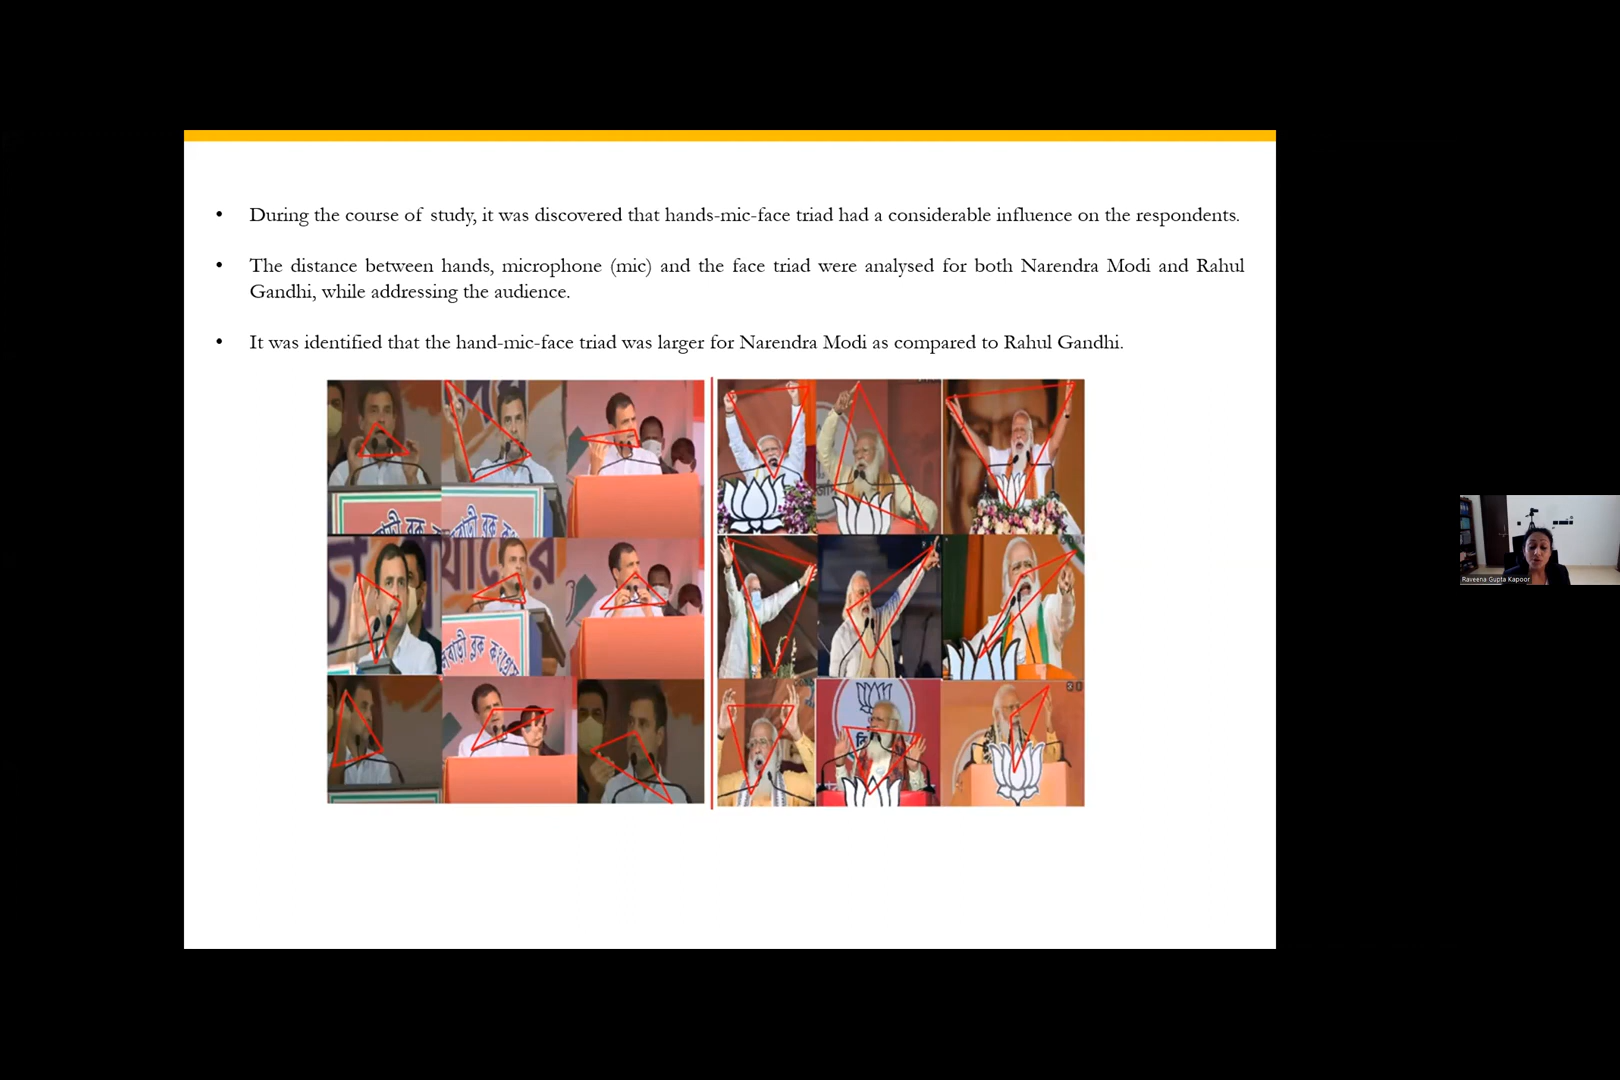 • During the course of study, it was discovered that hands-mic-face triad had a considerable influence on the respondents.
• The distance between hands, microphone (mic) and the face triad were analysed for both Narendra Modi and Rahul
Gandhi, while addressing the audience.
• It was identified that the hand-mic-face triad was larger for Narendra Modi as compared to Rahul Gandhi.
Raveena Gupta Kapoor